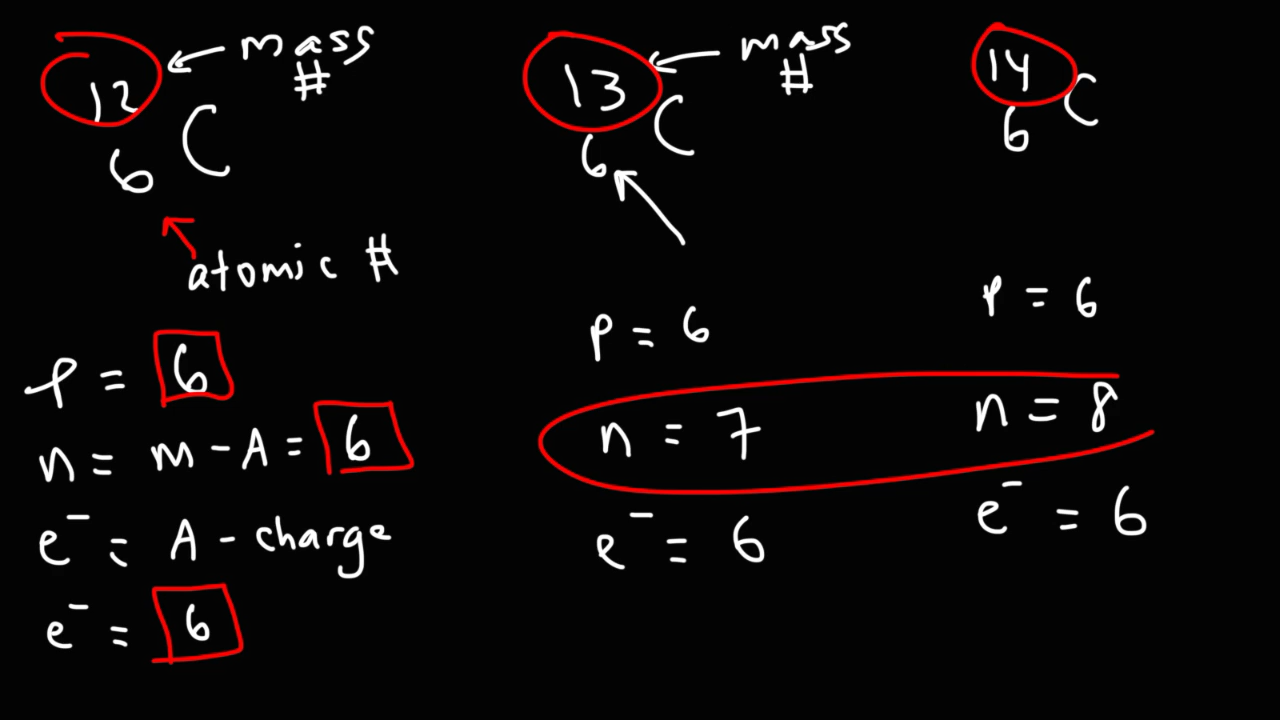 12
6 C
mass
#
atomic #
p = 6
n = m - A = 6
e⁻ = A - charge
e⁻ = 6
13
6 C
mass
#
p = 6
n = 7
e⁻ = 6
14
6 C
p = 6
n = 8
e⁻ = 6